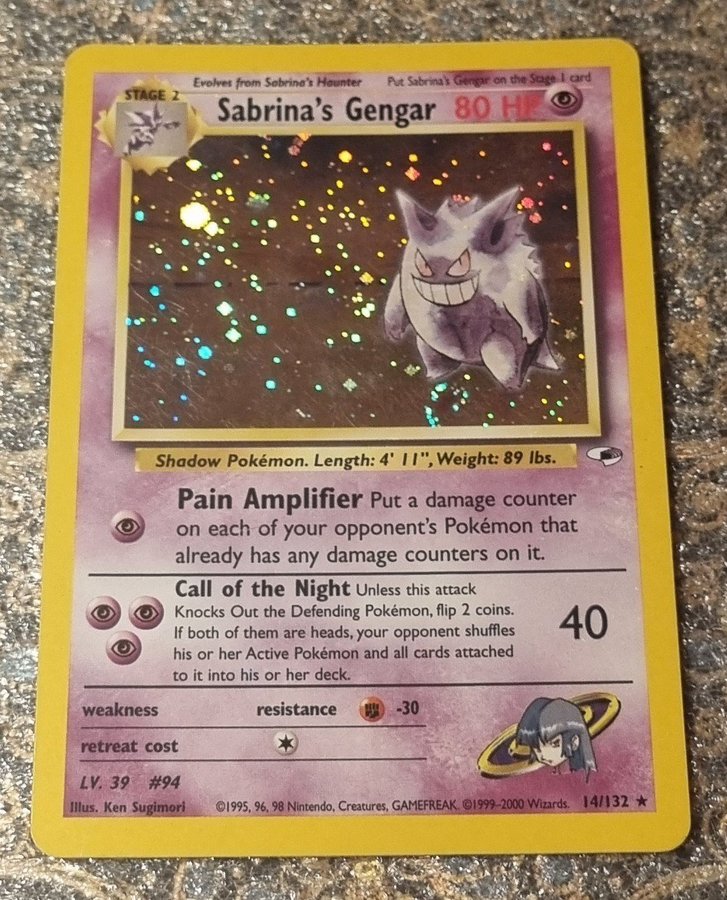 Evolves from Sabrina's Haunter Put Sabrina's Gengar on the Stage 1 card
STAGE 2
Sabrina's Gengar 80 HP
Shadow Pokémon. Length: 4' 11", Weight: 89 lbs.
Pain Amplifier Put a damage counter
on each of your opponent's Pokémon that
already has any damage counters on it.
Call of the Night Unless this attack
Knocks Out the Defending Pokémon, flip 2 coins.
If both of them are heads, your opponent shuffles
his or her Active Pokémon and all cards attached
to it into his or her deck.
40
weakness resistance -30
retreat cost
LV. 39 #94
Illus. Ken Sugimori ©1995, 96, 98 Nintendo, Creatures, GAMEFREAK. ©1999-2000 Wizards. 14/132 ★